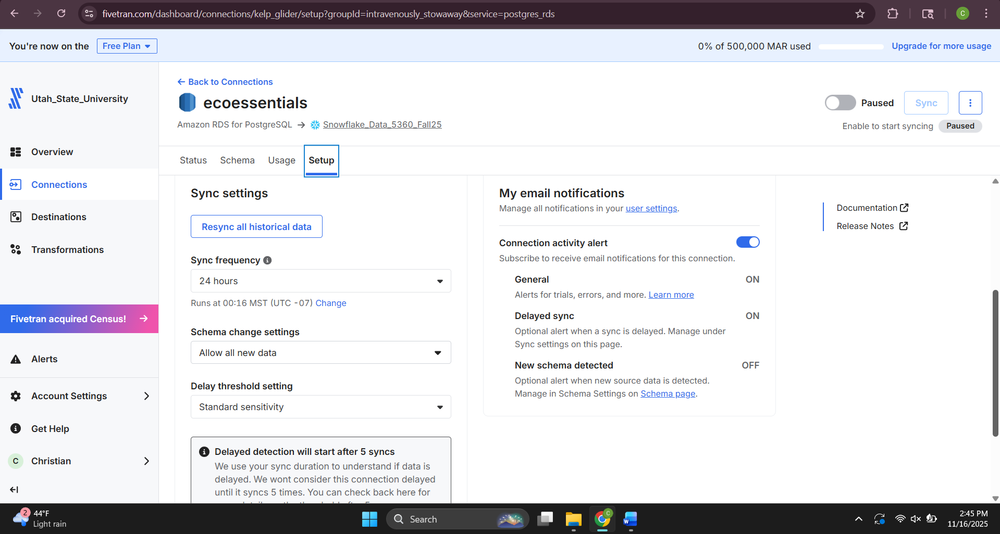 fivetran.com/dashboard/connections/kelp_glider/setup?groupId=intravenously_stowaway&service=postgres_rds
C
You're now on the
Free Plan
0% of 500,000 MAR used
Upgrade for more usage
Utah_State_University
Overview
Connections
Destinations
Transformations
Fivetran acquired Census!
Alerts
Account Settings
Get Help
C
Christian
Back to Connections
ecoessentials
Amazon RDS for PostgreSQL → Snowflake_Data_5360_Fall25
Paused
Sync
Enable to start syncing
Paused
Status
Schema
Usage
Setup
Sync settings
Resync all historical data
Sync frequency
24 hours
Runs at 00:16 MST (UTC -07) Change
Schema change settings
Allow all new data
Delay threshold setting
Standard sensitivity
Delayed detection will start after 5 syncs
We use your sync duration to understand if data is
delayed. We wont consider this connection delayed
until it syncs 5 times. You can check back here for
My email notifications
Manage all notifications in your user settings.
Connection activity alert
Subscribe to receive email notifications for this connection.
General
ON
Alerts for trials, errors, and more. Learn more
Delayed sync
ON
Optional alert when a sync is delayed. Manage under
Sync settings on this page.
New schema detected
OFF
Optional alert when new source data is detected.
Manage in Schema Settings on Schema page.
Documentation
Release Notes
2
44°F
Light rain
Search
C
W
2:45 PM
11/16/2025